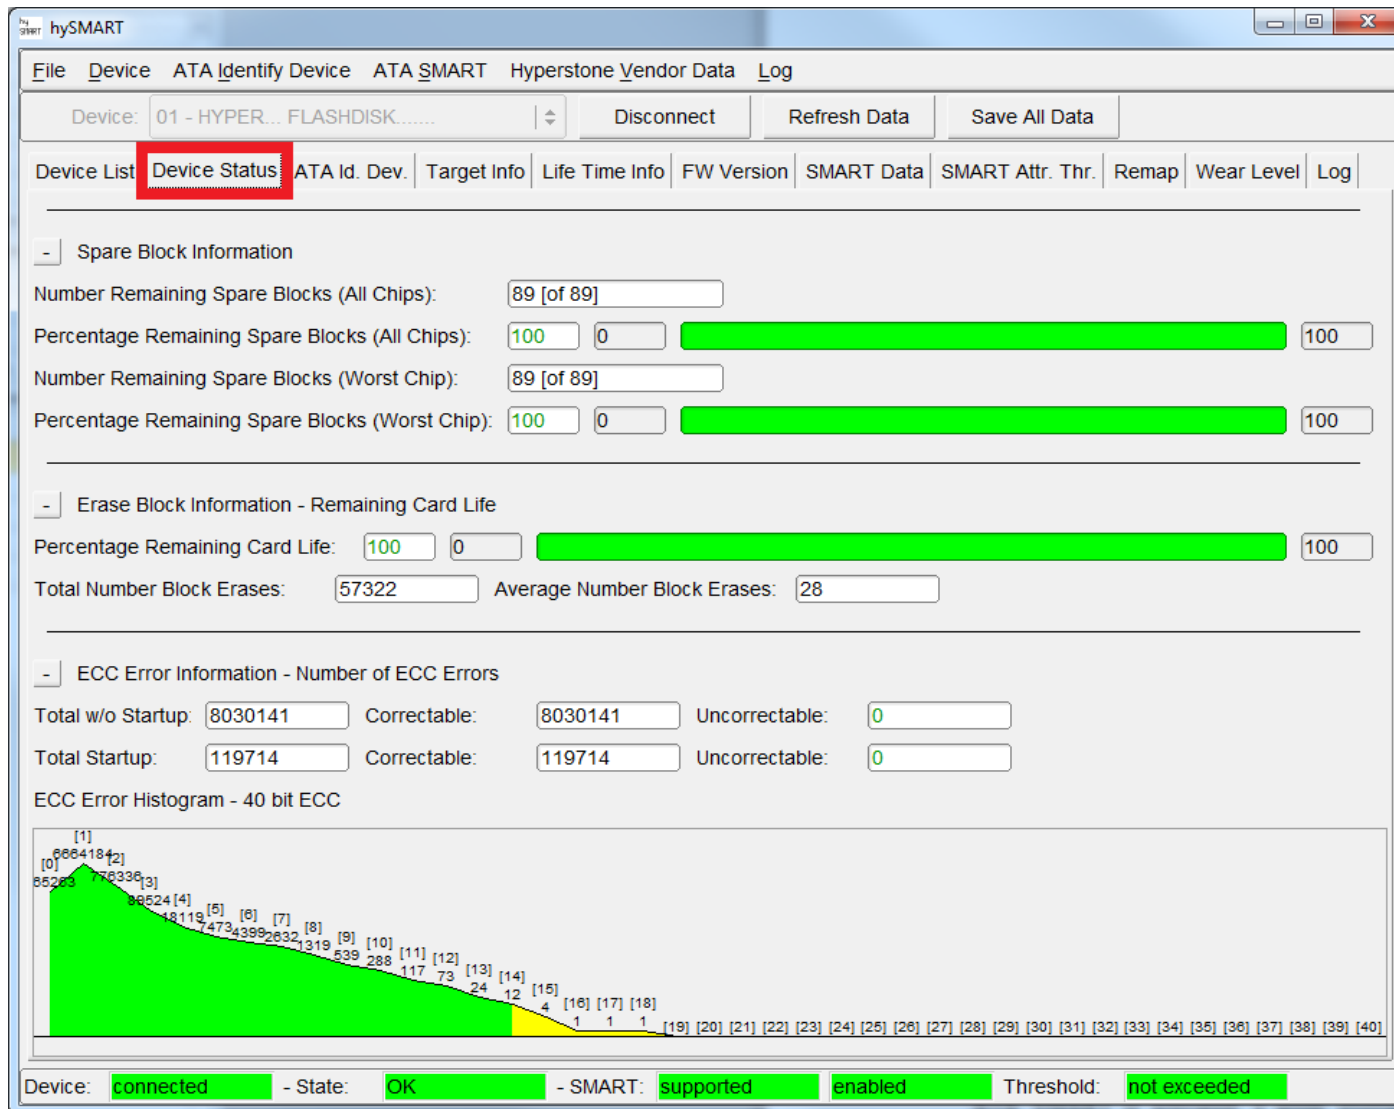 hy
SMART hySMART
File Device ATA Identify Device ATA SMART Hyperstone Vendor Data Log
Device: 01 - HYPER... FLASHDISK....... Disconnect Refresh Data Save All Data
Device List Device Status ATA Id. Dev. Target Info Life Time Info FW Version SMART Data SMART Attr. Thr. Remap Wear Level Log
- Spare Block Information
Number Remaining Spare Blocks (All Chips): 89 [of 89]
Percentage Remaining Spare Blocks (All Chips): 100 0 100
Number Remaining Spare Blocks (Worst Chip): 89 [of 89]
Percentage Remaining Spare Blocks (Worst Chip): 100 0 100
- Erase Block Information - Remaining Card Life
Percentage Remaining Card Life: 100 0 100
Total Number Block Erases: 57322 Average Number Block Erases: 28
- ECC Error Information - Number of ECC Errors
Total w/o Startup: 8030141 Correctable: 8030141 Uncorrectable: 0
Total Startup: 119714 Correctable: 119714 Uncorrectable: 0
ECC Error Histogram - 40 bit ECC
[0] [1] [2] [3] [4] [5] [6] [7] [8] [9] [10] [11] [12] [13] [14] [15] [16] [17] [18] [19] [20] [21] [22] [23] [24] [25] [26] [27] [28] [29] [30] [31] [32] [33] [34] [35] [36] [37] [38] [39] [40]
6664184 776336 89524 18119 7473 4399 2632 1319 539 288 117 73 24 12 4 1 1 1
Device: connected - State: OK - SMART: supported enabled Threshold: not exceeded